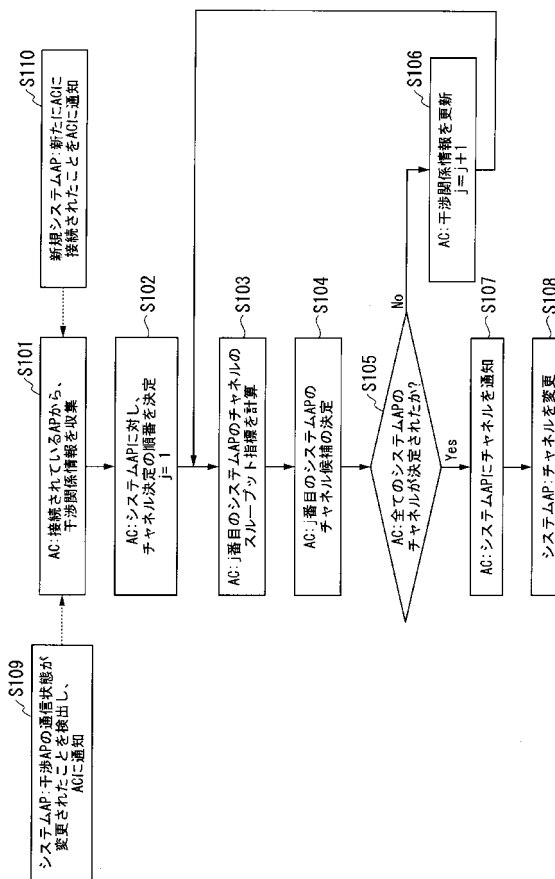 S109
システムAP:干渉APの通信状態が
変更されたことを検出し、
ACに通知
S110
新規システムAP:新たにACに
接続されたことをACに通知
S101
AC:接続されているAPから、
干渉関係情報を収集
S102
AC:システムAPに対し、
チャネル決定の順番を決定
j= 1
S103
AC:j番目のシステムAPのチャネルの
スループット指標を計算
S104
AC:j番目のシステムAPの
チャネル候補の決定
S105
AC:全てのシステムAPの
チャネルが決定されたか?
No
S106
AC:干渉関係情報を更新
j=j+1
Yes
S107
AC:システムAPにチャネルを通知
S108
システムAP:チャネルを変更